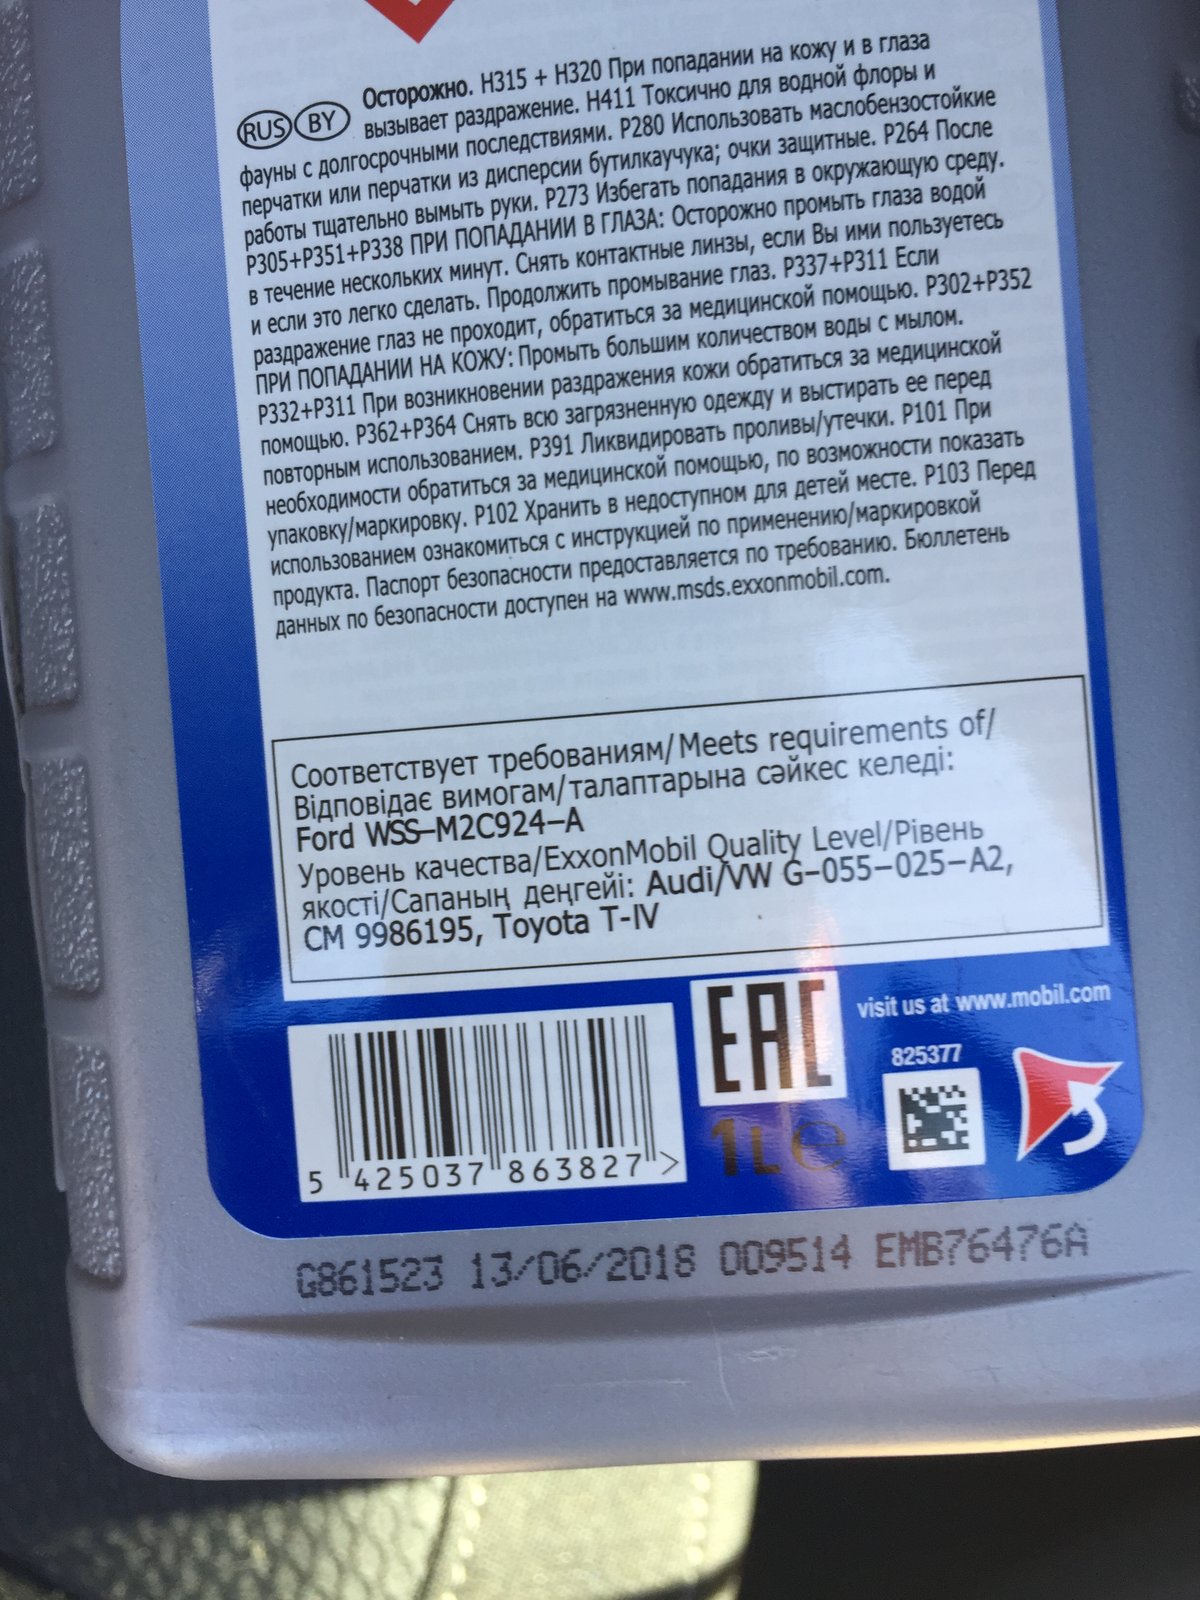 Осторожно. H315 + H320 При попадании на кожу и в глаза
RUS BY вызывает раздражение. H411 Токсично для водной флоры и
фауны с долгосрочными последствиями. P280 Использовать маслобензостойкие
перчатки или перчатки из дисперсии бутилкаучука; очки защитные. P264 После
работы тщательно вымыть руки. P273 Избегать попадания в окружающую среду.
P305+P351+P338 ПРИ ПОПАДАНИИ В ГЛАЗА: Осторожно промыть глаза водой
в течение нескольких минут. Снять контактные линзы, если Вы ими пользуетесь
и если это легко сделать. Продолжить промывание глаз. P337+P311 Если
раздражение глаз не проходит, обратиться за медицинской помощью. P302+P352
ПРИ ПОПАДАНИИ НА КОЖУ: Промыть большим количеством воды с мылом.
P332+P311 При возникновении раздражения кожи обратиться за медицинской
помощью. P362+P364 Снять всю загрязненную одежду и выстирать ее перед
повторным использованием. P391 Ликвидировать проливы/утечки. P101 При
необходимости обратиться за медицинской помощью, по возможности показать
упаковку/маркировку. P102 Хранить в недоступном для детей месте. P103 Перед
использованием ознакомиться с инструкцией по применению/маркировкой
продукта. Паспорт безопасности предоставляется по требованию. Бюллетень
данных по безопасности доступен на www.msds.exxonmobil.com.
Соответствует требованиям/Meets requirements of/
Відповідає вимогам/талаптарына сәйкес келеді:
Ford WSS-M2C924-A
Уровень качества/ExxonMobil Quality Level/Рівень
якості/Сапаның деңгейі: Audi/VW G-055-025-A2,
CM 9986195, Toyota T-IV
EAC
visit us at www.mobil.com
825377
1L e
5 425037 863827 >
G861523 13/06/2018 009514 EMB76476A